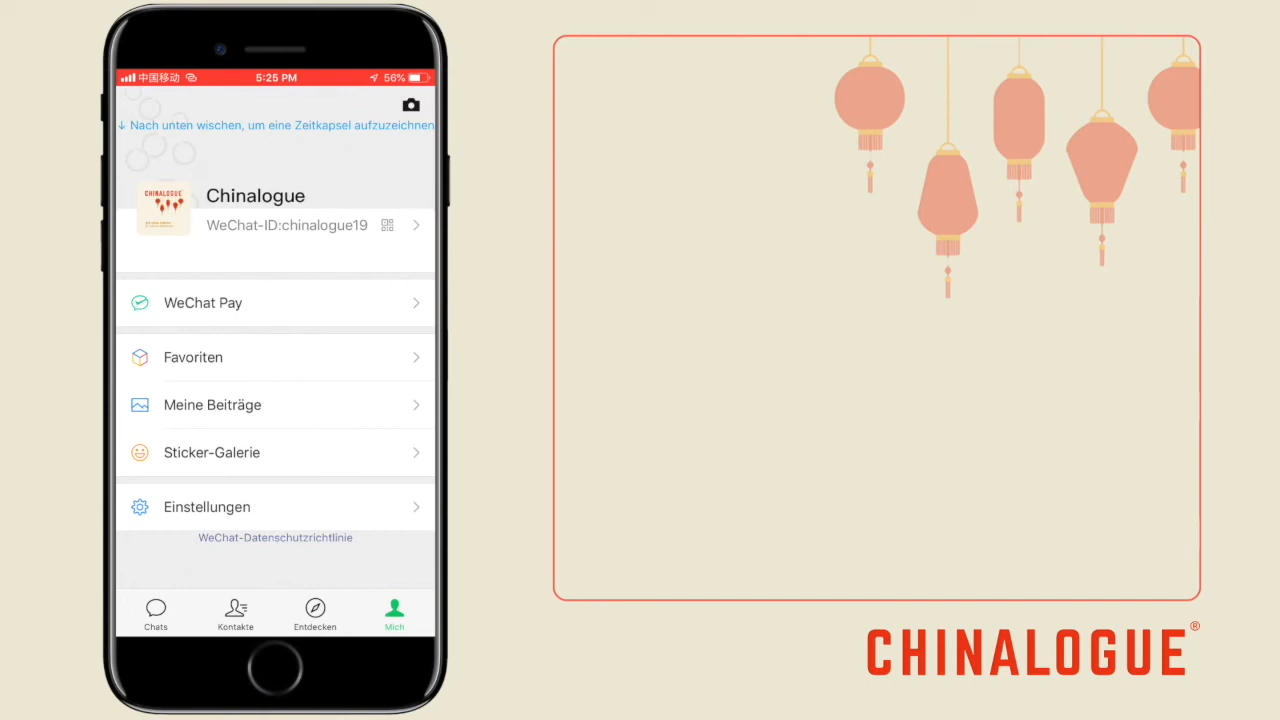 中国移动
5:25 PM
56%
↓ Nach unten wischen, um eine Zeitkapsel aufzuzeichnen
CHINALOGUE
Chinalogue
WeChat-ID:chinalogue19
WeChat Pay
Favoriten
Meine Beiträge
Sticker-Galerie
Einstellungen
WeChat-Datenschutzrichtlinie
Chats
Kontakte
Entdecken
Mich
CHINALOGUE®